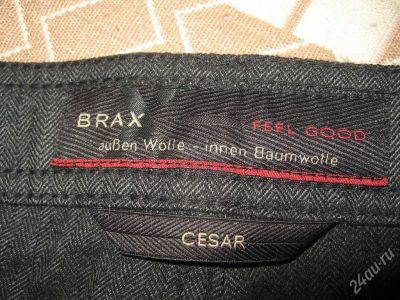 BRAX FEEL GOOD
außen Wolle - innen Baumwolle
CESAR
24au.ru